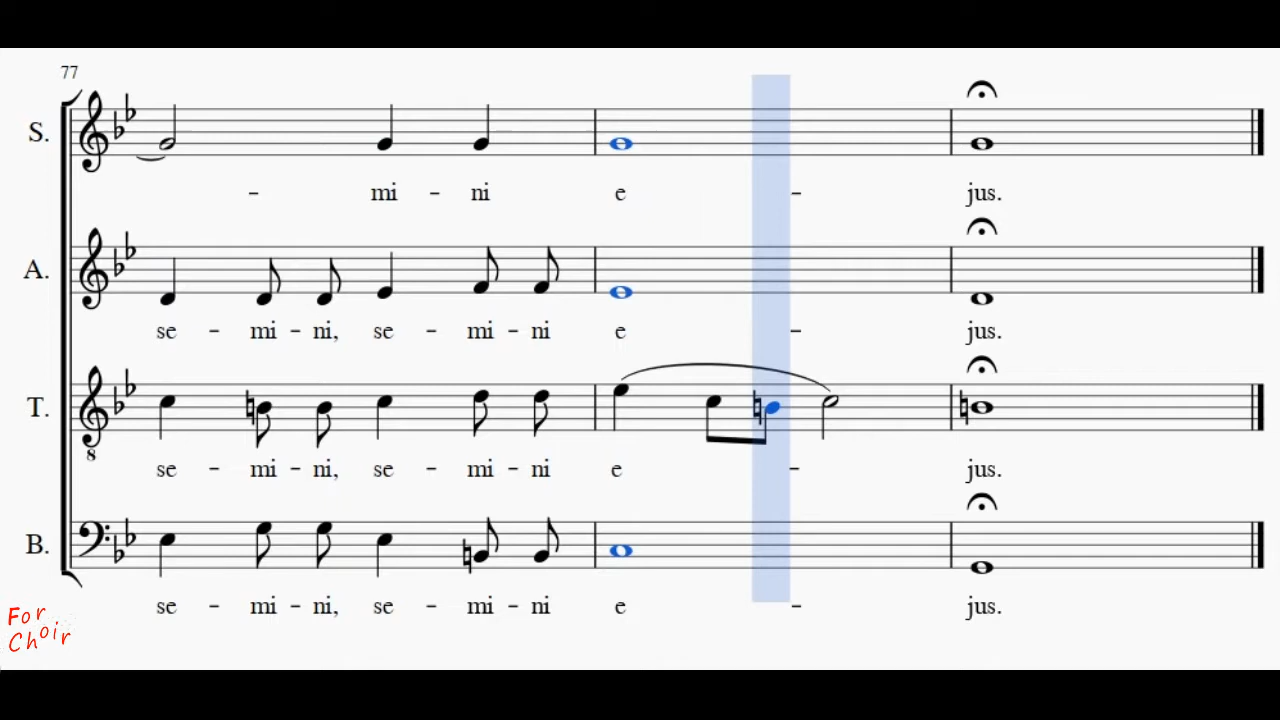 77
S.
- mi - ni e - jus.
A.
se - mi - ni, se - mi - ni e - jus.
T.
8
se - mi - ni, se - mi - ni e - jus.
B.
se - mi - ni, se - mi - ni e - jus.
For
Choir